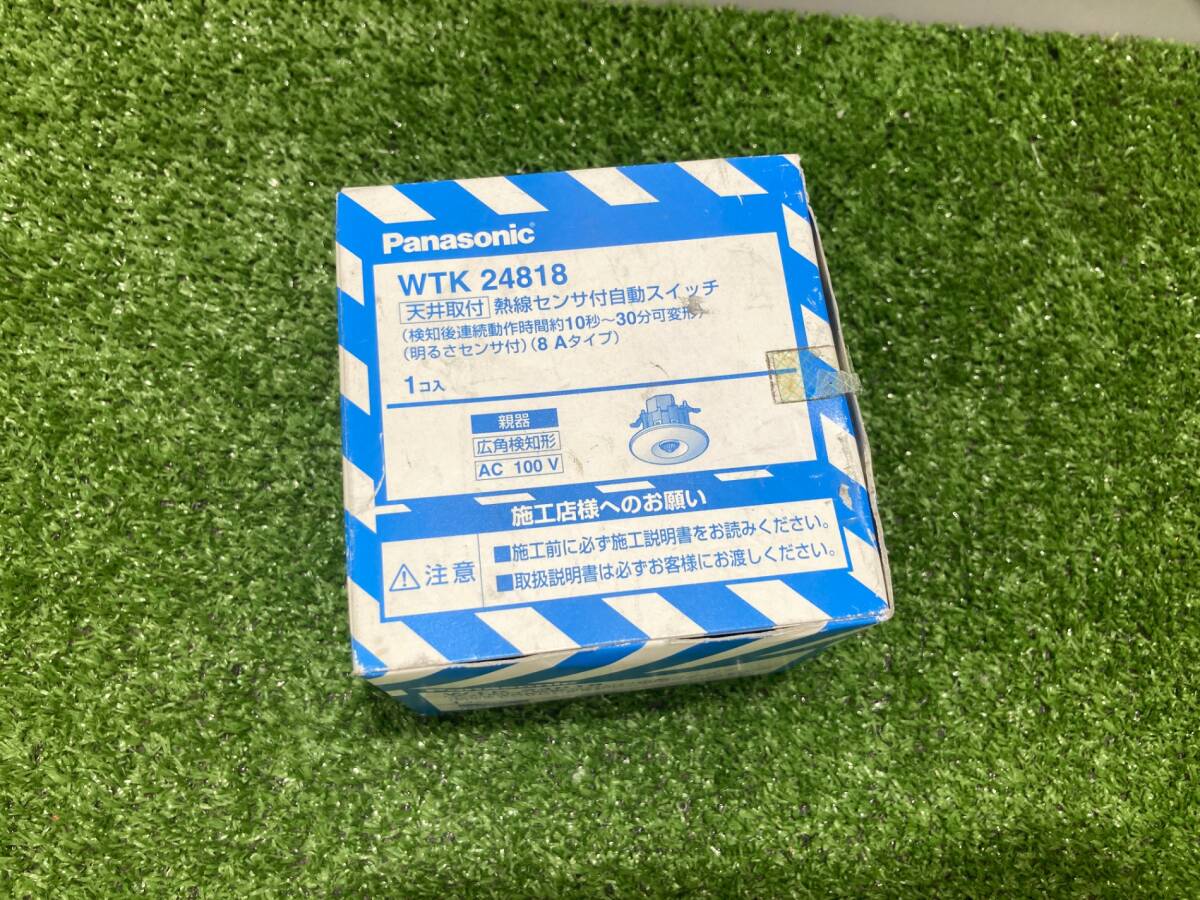 Panasonic
WTK 24818
天井取付 熱線センサ付自動スイッチ
(検知後連続動作時間約10秒〜30分可変形)
(明るさセンサ付)(8 Aタイプ)
1コ入
親器
広角検知形
AC 100 V
施工店様へのお願い
注意
■施工前に必ず施工説明書をお読みください。
■取扱説明書は必ずお客様にお渡しください。